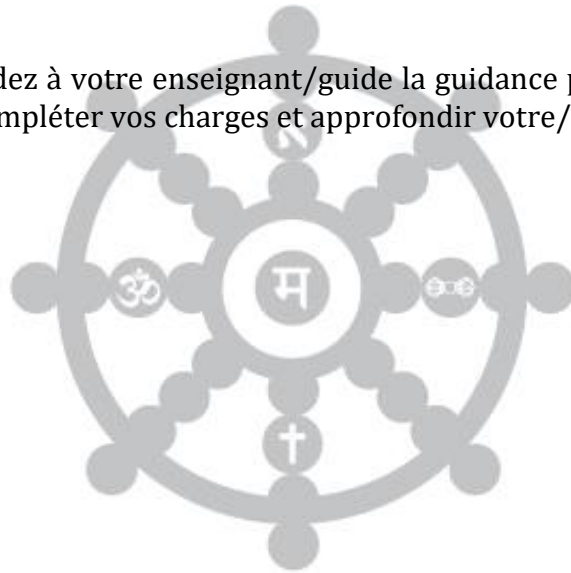 dez à votre enseignant/guide la guidance p
mpléter vos charges et approfondir votre/
א
ॐ
म
✝